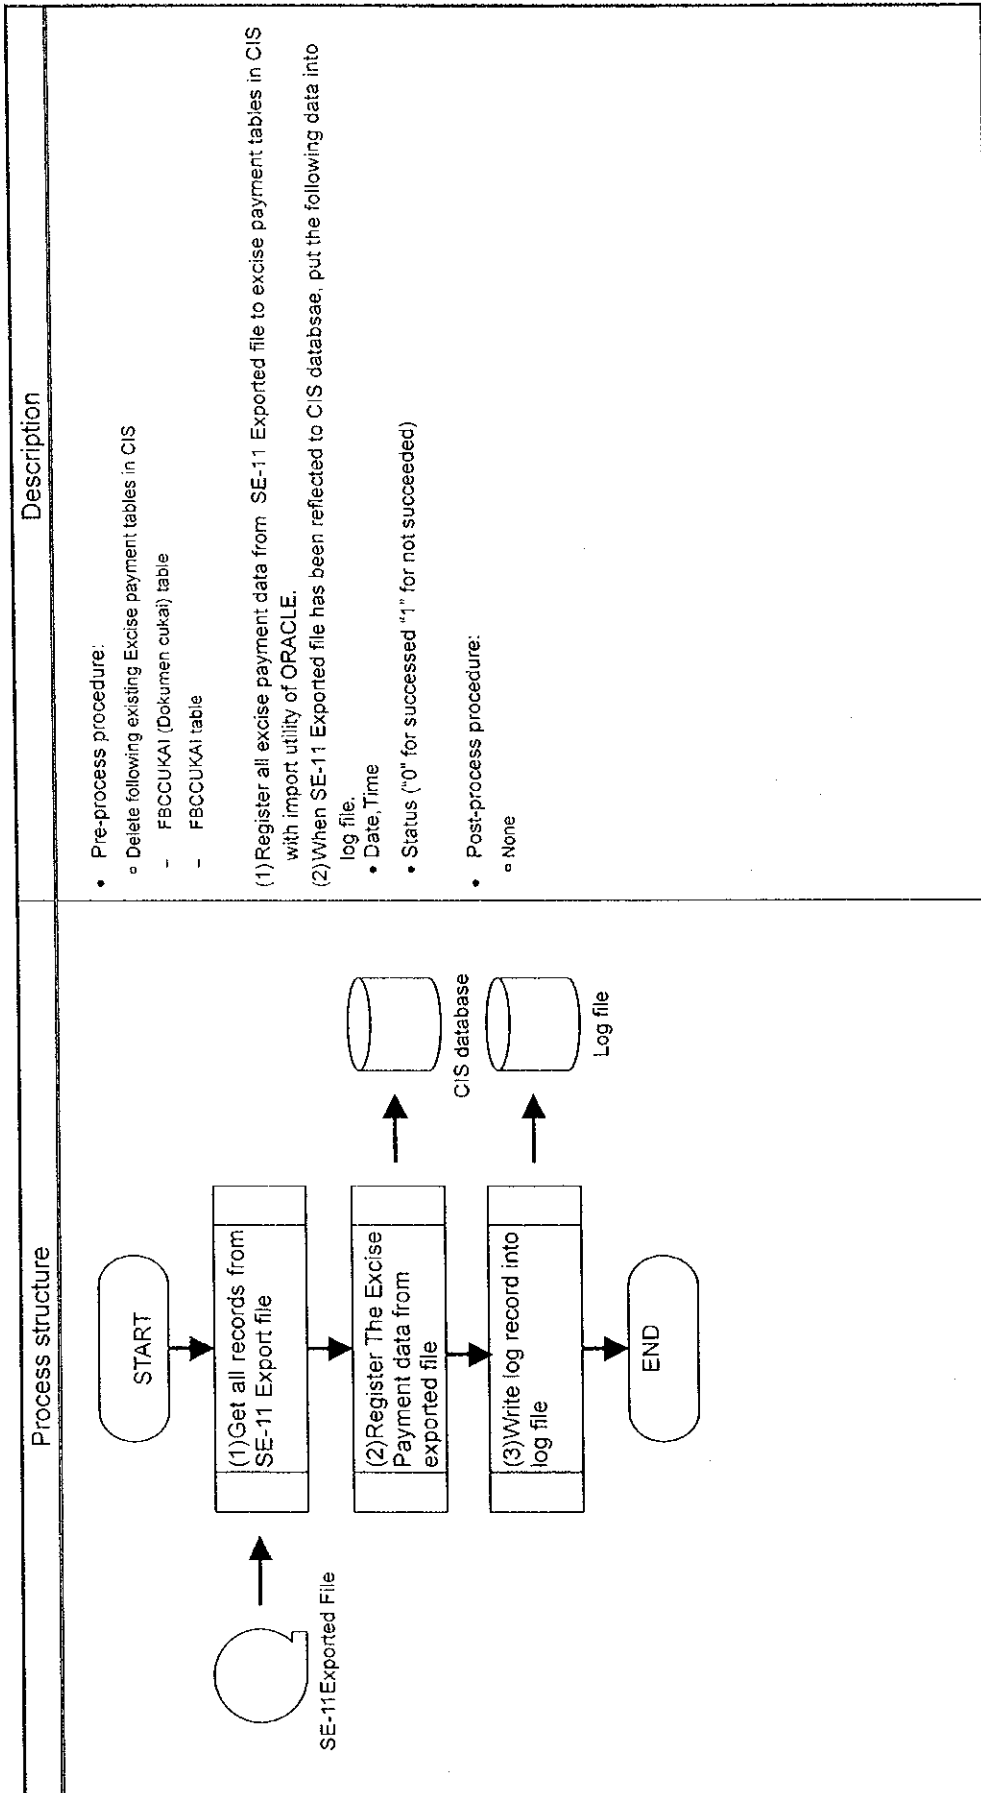 Process structure
START
(1)Get all records from
SE-11 Export file
SE-11Exported File
(2)Register The Excise
Payment data from
exported file
CIS database
(3)Write log record into
log file
Log file
END
Description
• Pre-process procedure:
▫ Delete following existing Excise payment tables in CIS
– FBCCUKAI (Dokumen cukai) table
– FBCCUKAI table
(1)Register all excise payment data from SE-11 Exported file to excise payment tables in CIS
with import utility of ORACLE.
(2)When SE-11 Exported file has been reflected to CIS databsae, put the following data into
log file.
• Date,Time
• Status ("0" for successed "1" for not succeeded)
• Post-process procedure:
▫ None